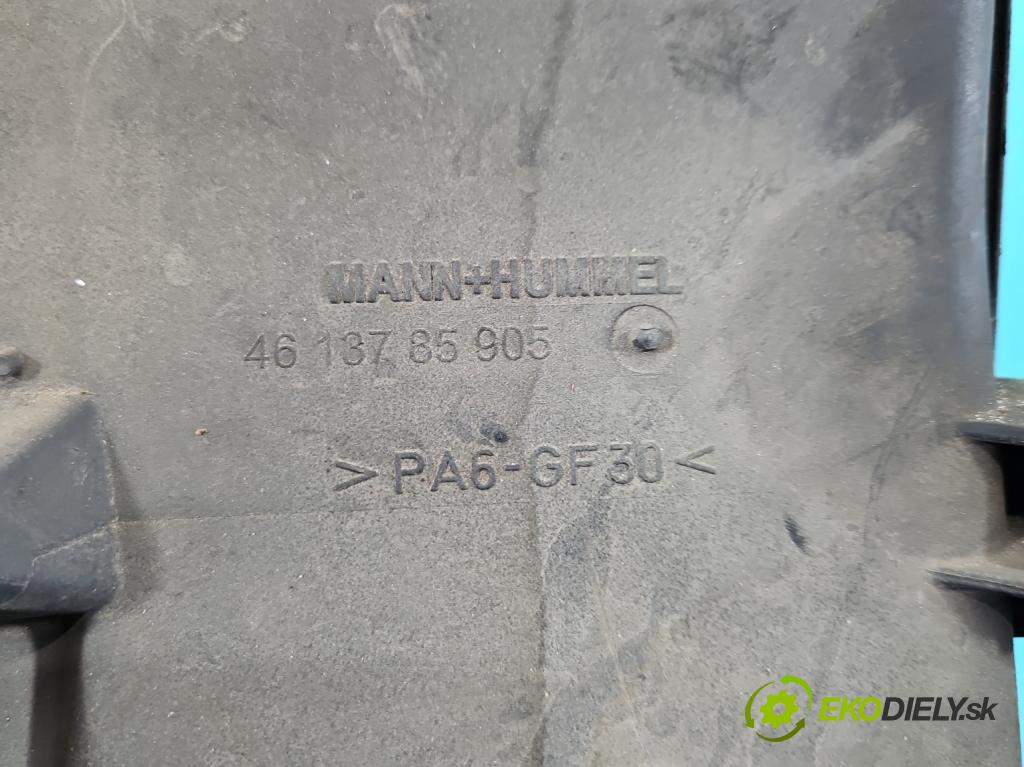 MANN+HUMMEL
46 137 85 905
>PA6-GF30<
EKODIELY.sk